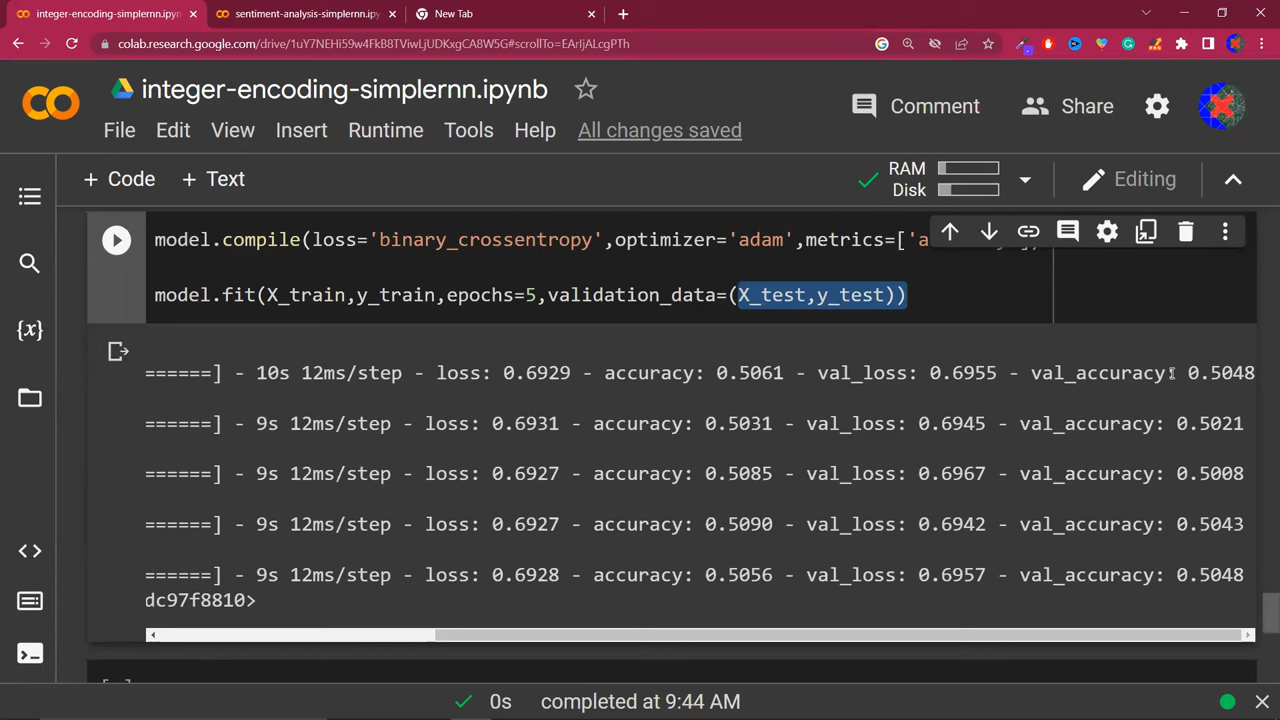 integer-encoding-simplernn.ipyn
sentiment-analysis-simplernn.ip
New Tab
colab.research.google.com/drive/1uY7NEHi59w4FkB8TViwLjUDKxgCA8W5G#scrollTo=EArIjALcgPTh
integer-encoding-simplernn.ipynb
Comment
Share
File Edit View Insert Runtime Tools Help All changes saved
+ Code + Text
RAM
Disk
Editing
model.compile(loss='binary_crossentropy',optimizer='adam',metrics=['a
model.fit(X_train,y_train,epochs=5,validation_data=(X_test,y_test))
======] - 10s 12ms/step - loss: 0.6929 - accuracy: 0.5061 - val_loss: 0.6955 - val_accuracy: 0.5048
======] - 9s 12ms/step - loss: 0.6931 - accuracy: 0.5031 - val_loss: 0.6945 - val_accuracy: 0.5021
======] - 9s 12ms/step - loss: 0.6927 - accuracy: 0.5085 - val_loss: 0.6967 - val_accuracy: 0.5008
======] - 9s 12ms/step - loss: 0.6927 - accuracy: 0.5090 - val_loss: 0.6942 - val_accuracy: 0.5043
======] - 9s 12ms/step - loss: 0.6928 - accuracy: 0.5056 - val_loss: 0.6957 - val_accuracy: 0.5048
dc97f8810>
0s completed at 9:44 AM